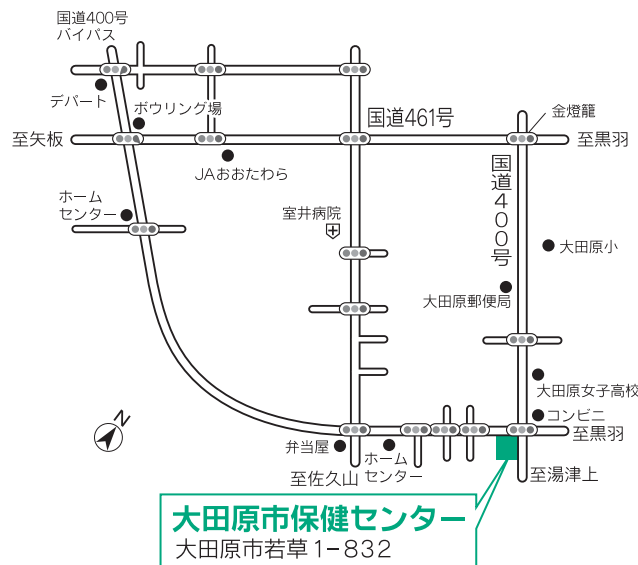 国道400号
バイパス
デパート
ボウリング場
国道461号
金燈籠
至矢板
至黒羽
JAおおたわら
国道400号
ホーム
センター
室井病院
大田原小
大田原郵便局
大田原女子高校
コンビニ
N
弁当屋
ホーム
センター
至黒羽
至佐久山
至湯津上
大田原市保健センター
大田原市若草1-832